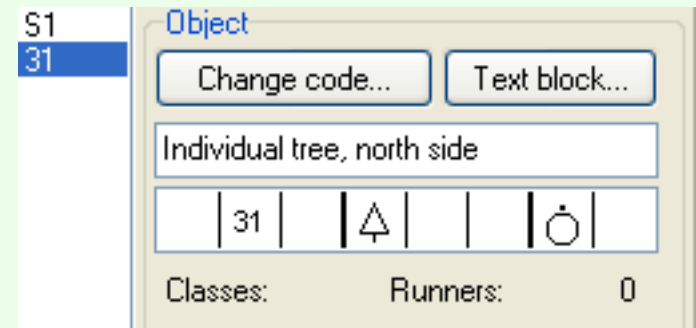 S1
31
Object
Change code... Text block...
Individual tree, north side
31
Classes: Runners: 0